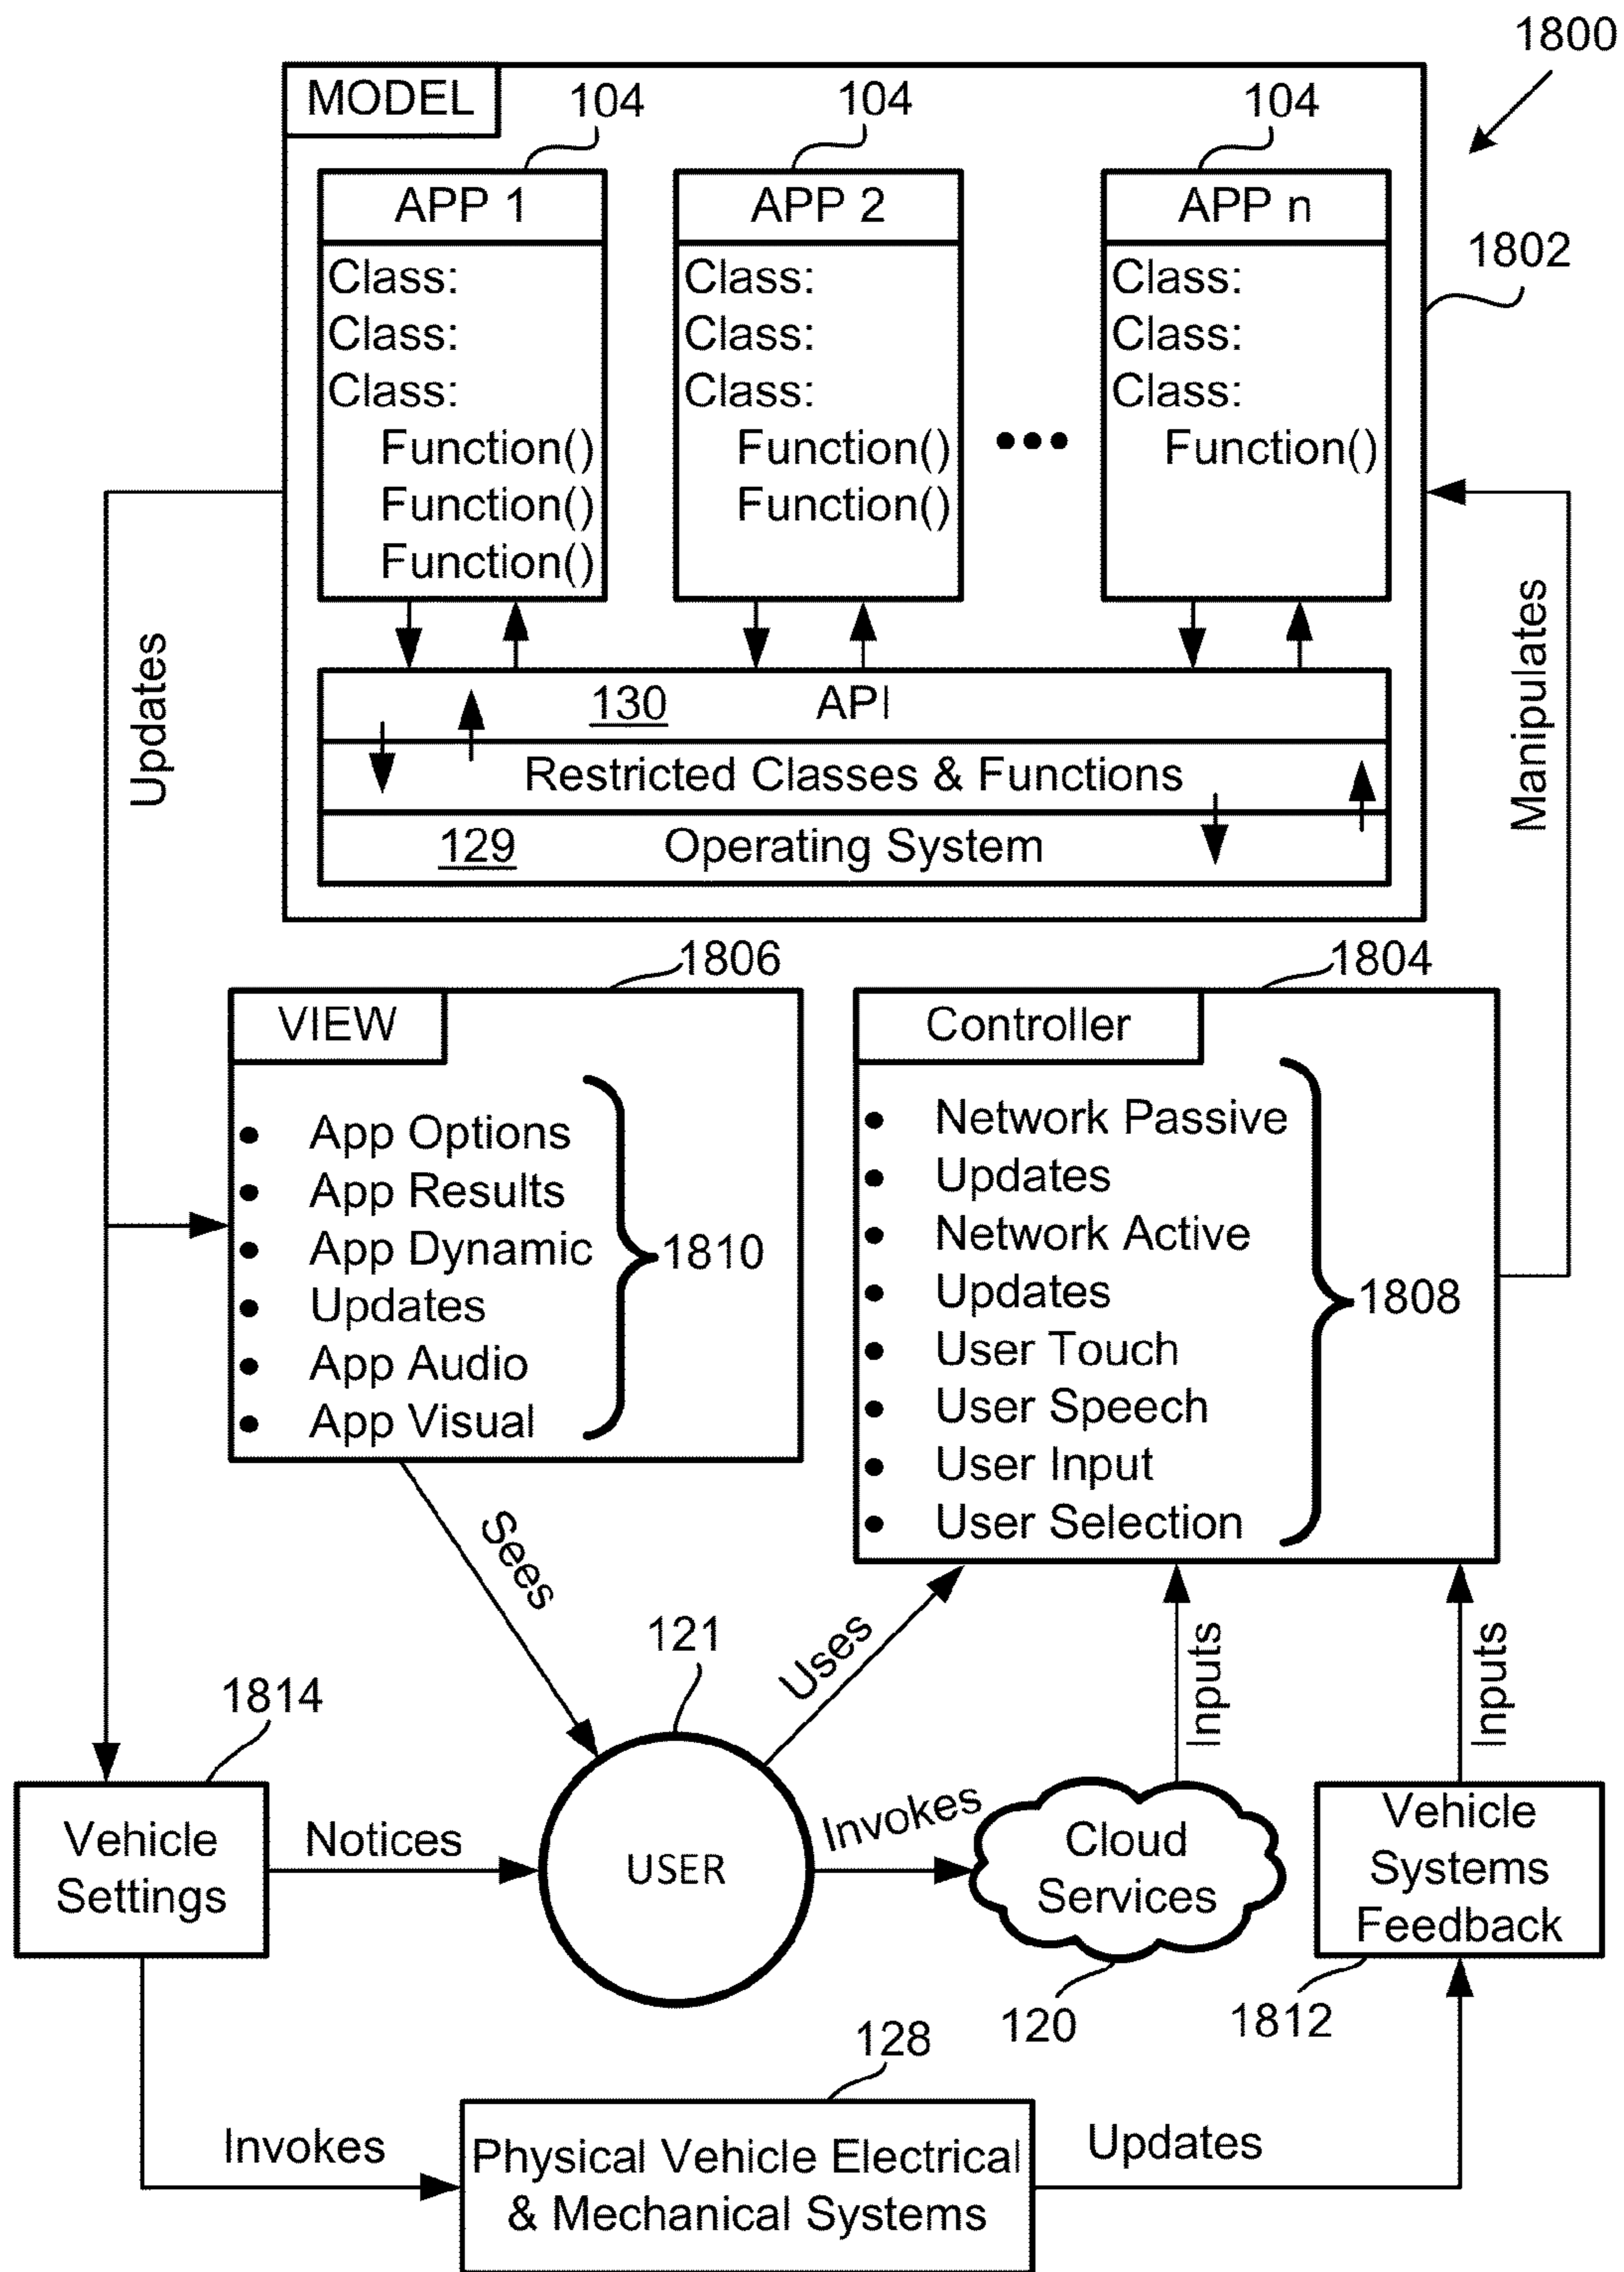 1800
MODEL
104
104
104
APP 1
APP 2
APP n
1802
Class:
Class:
Class:
Function()
Function()
Function()
Class:
Class:
Class:
Function()
Function()
•••
Class:
Class:
Class:
Function()
130 API
Restricted Classes & Functions
129 Operating System
Updates
Manipulates
1806
VIEW
• App Options
• App Results
• App Dynamic
• Updates
• App Audio
• App Visual
1810
1804
Controller
• Network Passive
• Updates
• Network Active
• Updates
• User Touch
• User Speech
• User Input
• User Selection
1808
Sees
Uses
Inputs
Inputs
121
1814
Vehicle
Settings
Notices
USER
Invokes
Cloud
Services
Vehicle
Systems
Feedback
120
1812
128
Invokes
Physical Vehicle Electrical
& Mechanical Systems
Updates